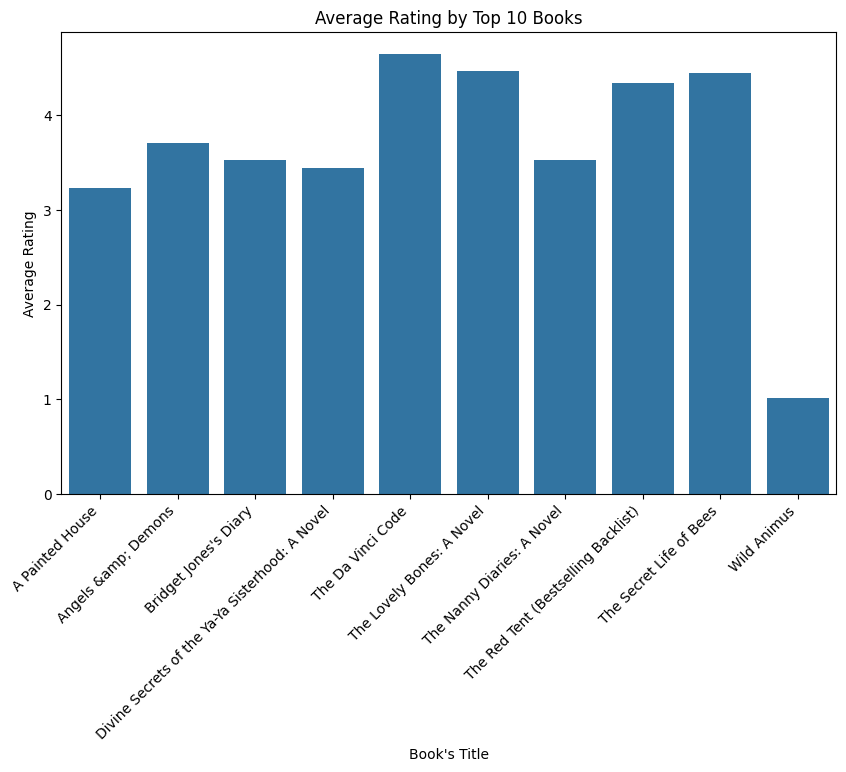 Average Rating by Top 10 Books
Average Rating
4
3
2
1
0
A Painted House
Angels &amp; Demons
Bridget Jones's Diary
Divine Secrets of the Ya-Ya Sisterhood: A Novel
The Da Vinci Code
The Lovely Bones: A Novel
The Nanny Diaries: A Novel
The Red Tent (Bestselling Backlist)
The Secret Life of Bees
Wild Animus
Book's Title